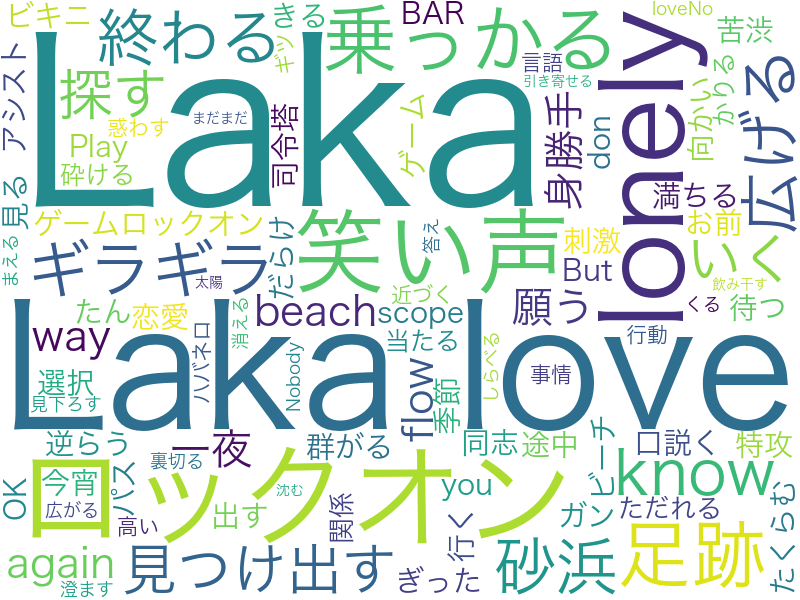 ビキニ
終わる
きる
ギツ
乗っかる
BAR
loveNo
苦渋
アシスト
探す
Laka
惑わす
まだまだ
Play
砕ける
司令塔
ゲーム
言語
引き寄せる
身勝手
don
lonely
向かい
かりる
広げる
見る
ゲームロックオン
ギラギラ
だらけ
笑い声
答え
刺激
満ちる
お前
But
いく
まえる
太陽
たん
恋愛
ハバネロ
消える
beach
近づく
scope
願う
飲み干す
くる
待つ
way
Laka
love
当たる
しらべる
行動
選択
見下ろす
Nobody
flow
季節
事情
逆らう
一夜
群がる
同志
途中
ビーチ
口説く
特攻
OK
今宵
パス
裏切る
ロックオン
沈む
you
know
広がる
高い
出す
関係
行く
ガン
ただれる
たくらむ
again
澄ます
見つけ出す
ぎった
砂浜
足跡